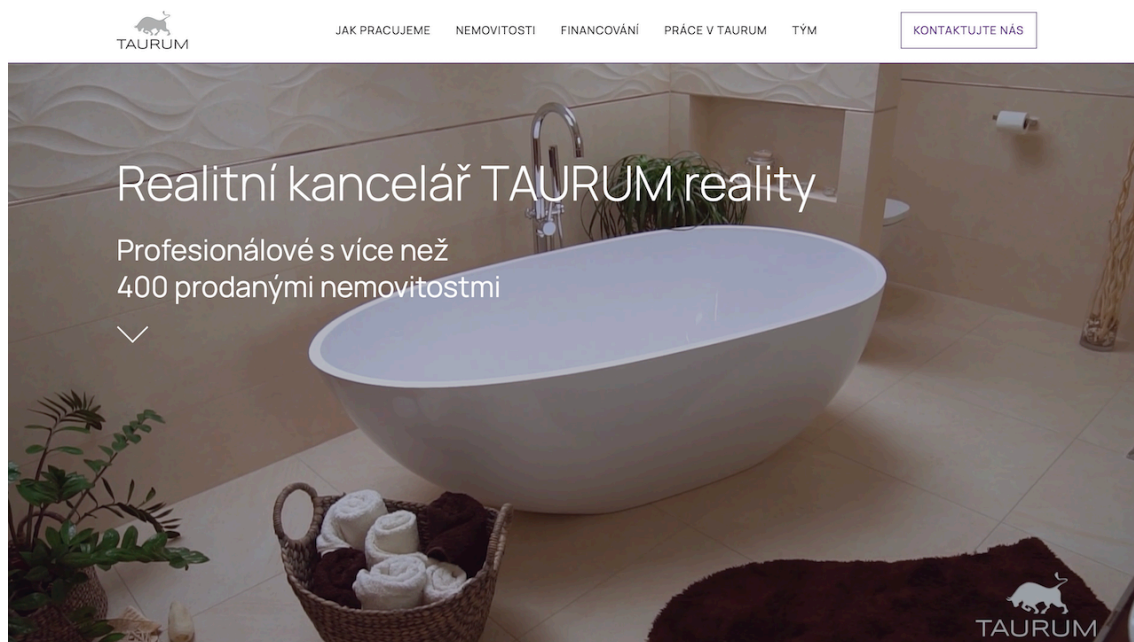 TAURUM
JAK PRACUJEME NEMOVITOSTI FINANCOVÁNÍ PRÁCE V TAURUM TÝM KONTAKTUJTE NÁS
Realitní kancelář TAURUM reality
Profesionálové s více než
400 prodanými nemovitostmi
TAURUM